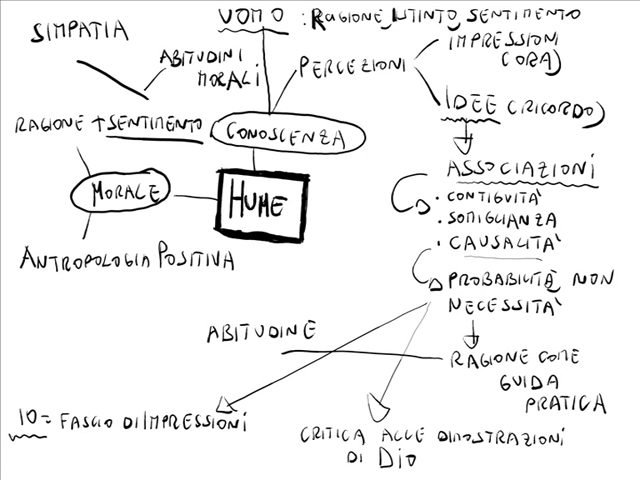 UOMO : RAGIONE, ISTINTO, SENTIMENTO
SIMPATIA
ABITUDINI
MORALI
PERCEZIONI
IMPRESSIONI
(ORA)
IDEE (RICORDO)
RAGIONE + SENTIMENTO
CONOSCENZA
ASSOCIAZIONI
MORALE
HUME
· CONTIGUITÀ
· SOMIGLIANZA
· CAUSALITÀ
ANTROPOLOGIA POSITIVA
PROBABILITÀ NON
NECESSITÀ
ABITUDINE
RAGIONE COME
GUIDA
PRATICA
IO = FASCIO DI IMPRESSIONI
CRITICA ALLE DIMOSTRAZIONI
DI DIO